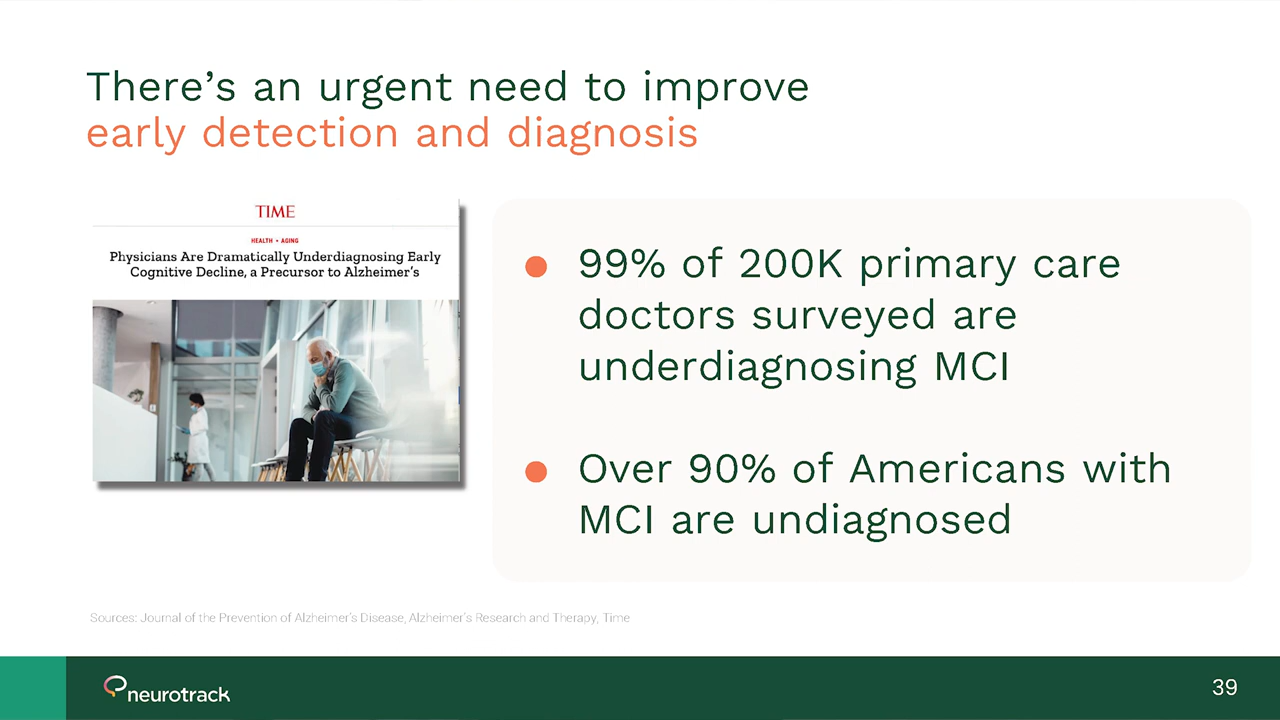 There’s an urgent need to improve
early detection and diagnosis
TIME
HEALTH • AGING
Physicians Are Dramatically Underdiagnosing Early
Cognitive Decline, a Precursor to Alzheimer’s
99% of 200K primary care
doctors surveyed are
underdiagnosing MCI
Over 90% of Americans with
MCI are undiagnosed
Sources: Journal of the Prevention of Alzheimer’s Disease, Alzheimer’s Research and Therapy, Time
neurotrack
39